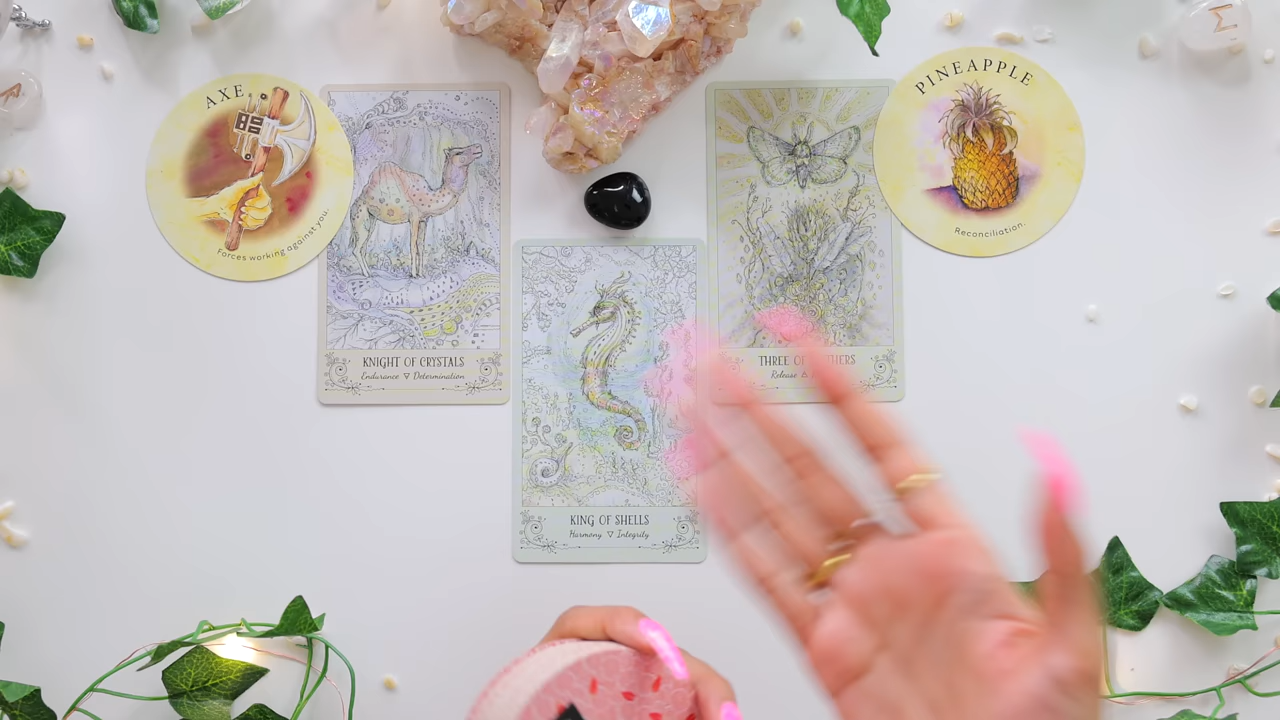 AXE
Forces working against you.
KNIGHT OF CRYSTALS
Endurance ▽ Determination
KING OF SHELLS
Harmony ▽ Integrity
THREE OF
Release
PINEAPPLE
Reconciliation.